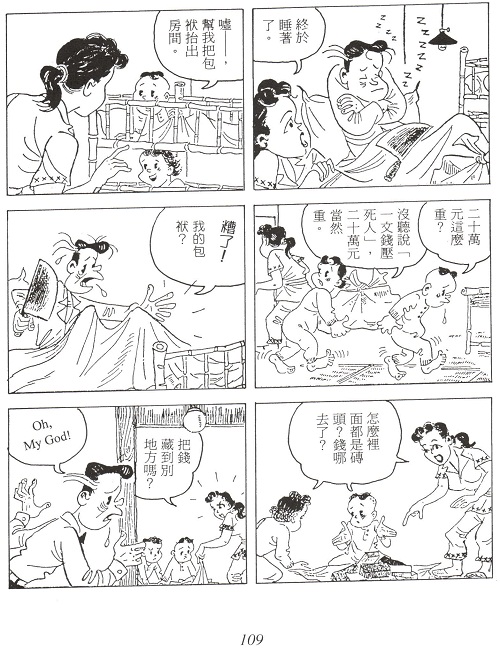 終於
睡著
了。
Z Z Z Z Z Z Z Z
噓——，
幫我把包
袱抬出
房間。
二十萬
元這麼
重？
沒聽說「
一文錢壓
死人」，
二十萬元
當然
重。
糟了！
我的包
袱？
怎麼裡
面都是磚
頭？錢哪
去了？
把錢
藏到別
地方嗎？
Oh,
My God!
109